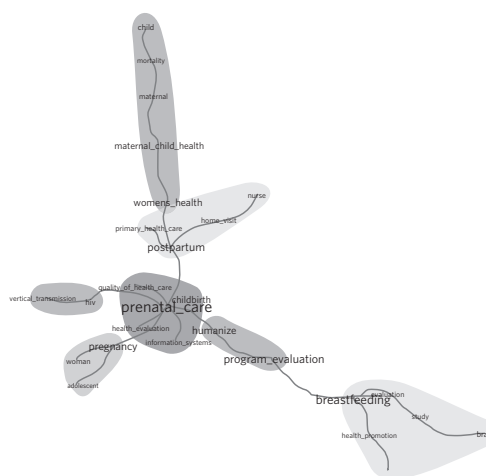 child
mortality
maternal
maternal_child_health
womens_health
nurse
home_visit
primary_health_care
postpartum
quality_of_health_care
vertical_transmission
hiv
childbirth
prenatal_care
health_evaluation
humanize
information_systems
pregnancy
woman
program_evaluation
adolescent
evaluation
breastfeeding
study
health_promotion
bra